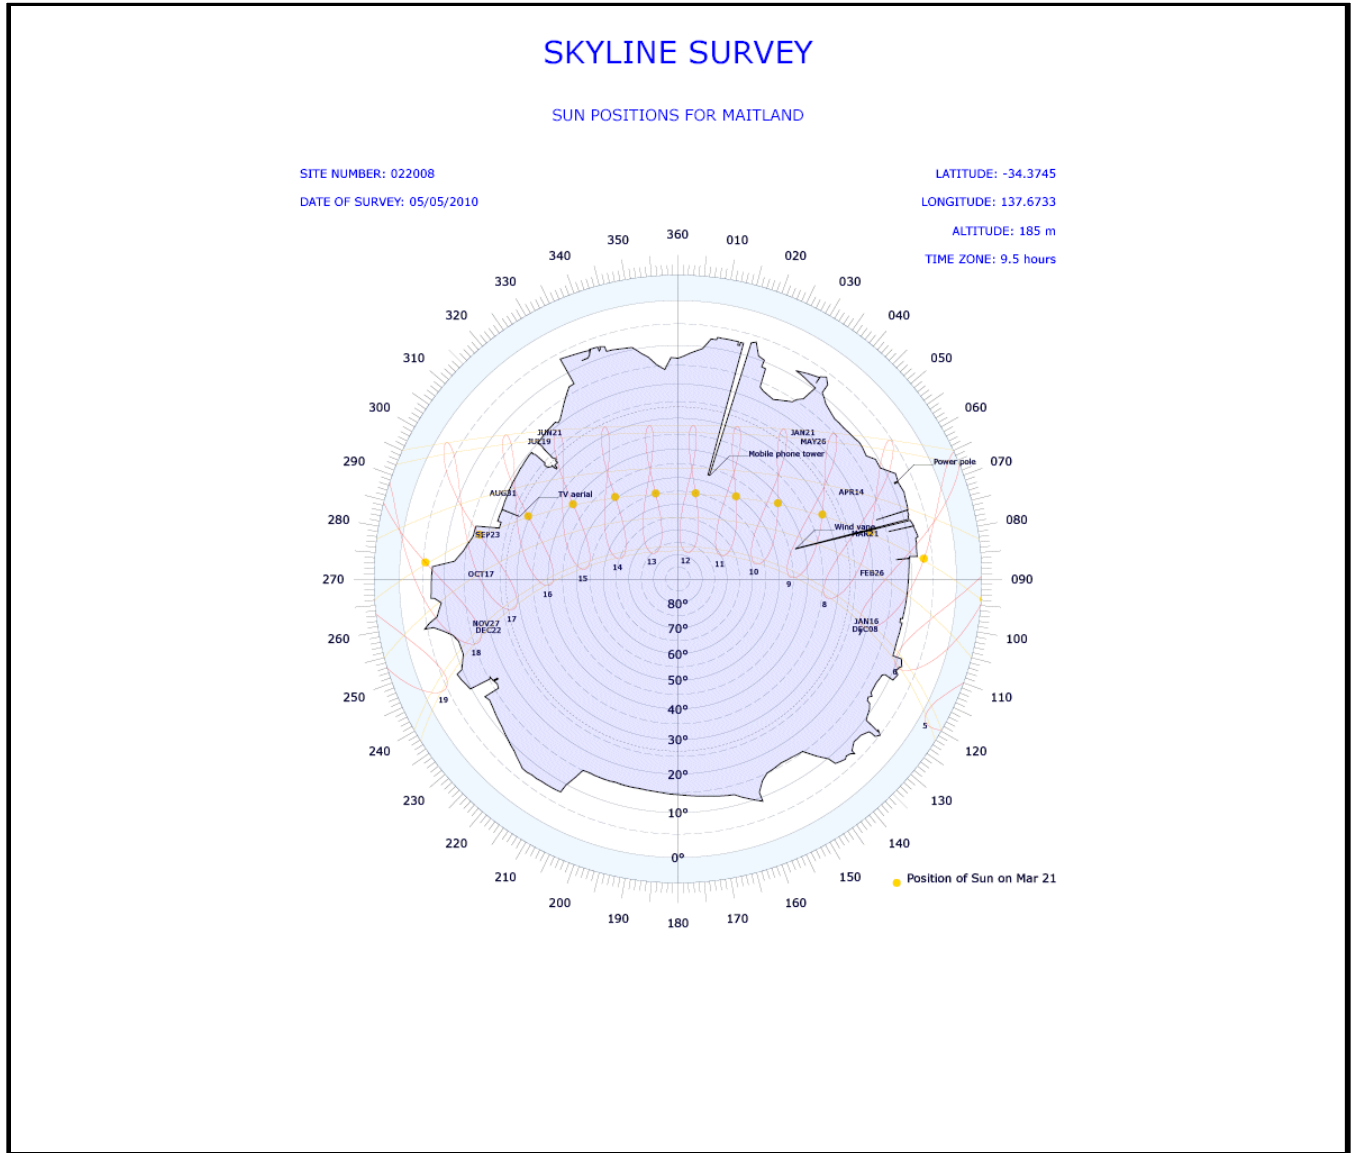 SKYLINE SURVEY
SUN POSITIONS FOR MAITLAND
SITE NUMBER: 022008
LATITUDE: -34.3745
DATE OF SURVEY: 05/05/2010
LONGITUDE: 137.6733
ALTITUDE: 185 m
TIME ZONE: 9.5 hours
360
350
010
340
020
330
030
320
040
310
050
300
060
290
070
280
080
270
090
260
100
250
110
240
120
230
130
220
140
210
150
200
160
190
170
180
JUN21
JAN21
JUL19
MAY26
Mobile phone tower
Power pole
AUG31
TV aerial
APR14
Wind vane
SEP23
MAR21
OCT17
FEB26
NOV27
JAN16
DEC22
DEC08
19
18
17
16
15
14
13
12
11
10
9
8
7
6
5
80°
70°
60°
50°
40°
30°
20°
10°
0°
Position of Sun on Mar 21